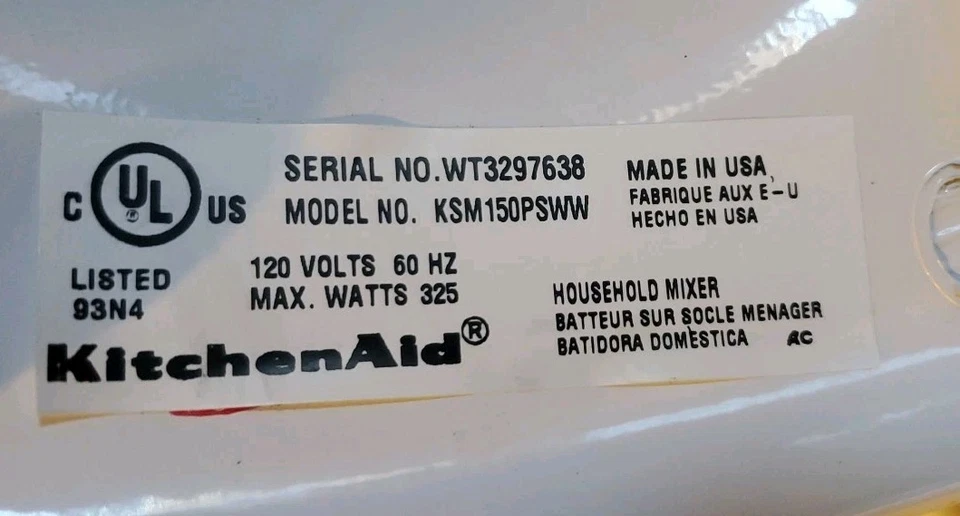 C UL ® US
SERIAL NO.WT3297638
MODEL NO. KSM150PSWW
MADE IN USA,
FABRIQUE AUX E-U
HECHO EN USA
LISTED
93N4
120 VOLTS 60 HZ
MAX. WATTS 325
KitchenAid®
HOUSEHOLD MIXER
BATTEUR SUR SOCLE MENAGER
BATIDORA DOMESTICA AC